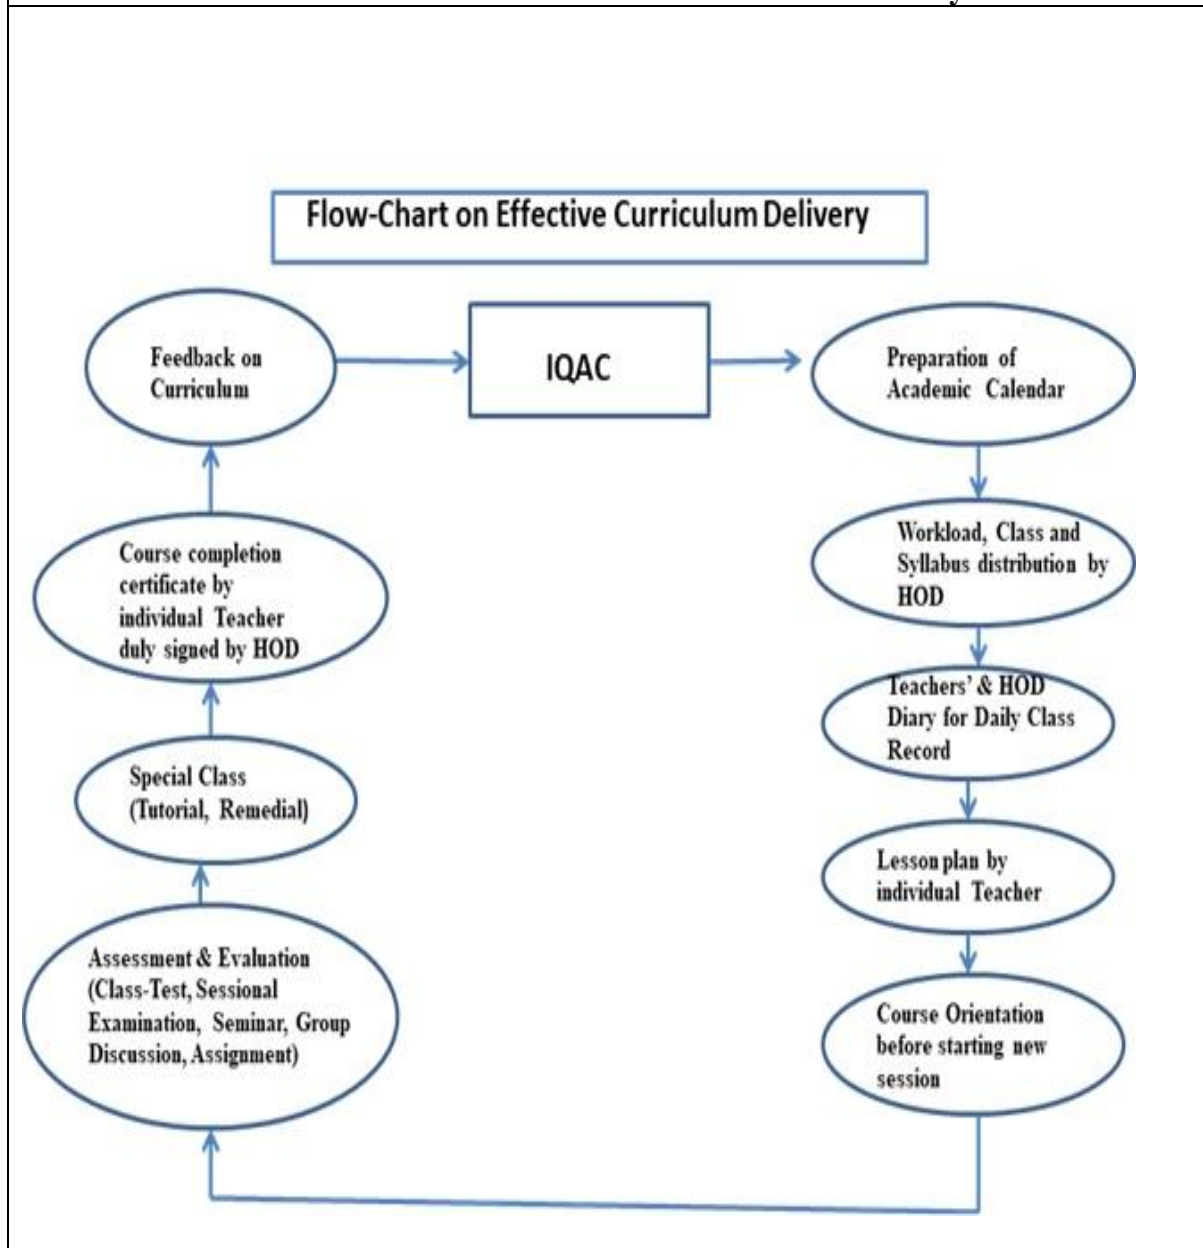 Flow-Chart on Effective Curriculum Delivery
Feedback on
Curriculum
IQAC
Preparation of
Academic Calendar
Workload, Class and
Syllabus distribution by
HOD
Teachers' & HOD
Diary for Daily Class
Record
Lesson plan by
individual Teacher
Course Orientation
before starting new
session
Assessment & Evaluation
(Class-Test, Sessional
Examination, Seminar, Group
Discussion, Assignment)
Special Class
(Tutorial, Remedial)
Course completion
certificate by
individual Teacher
duly signed by HOD